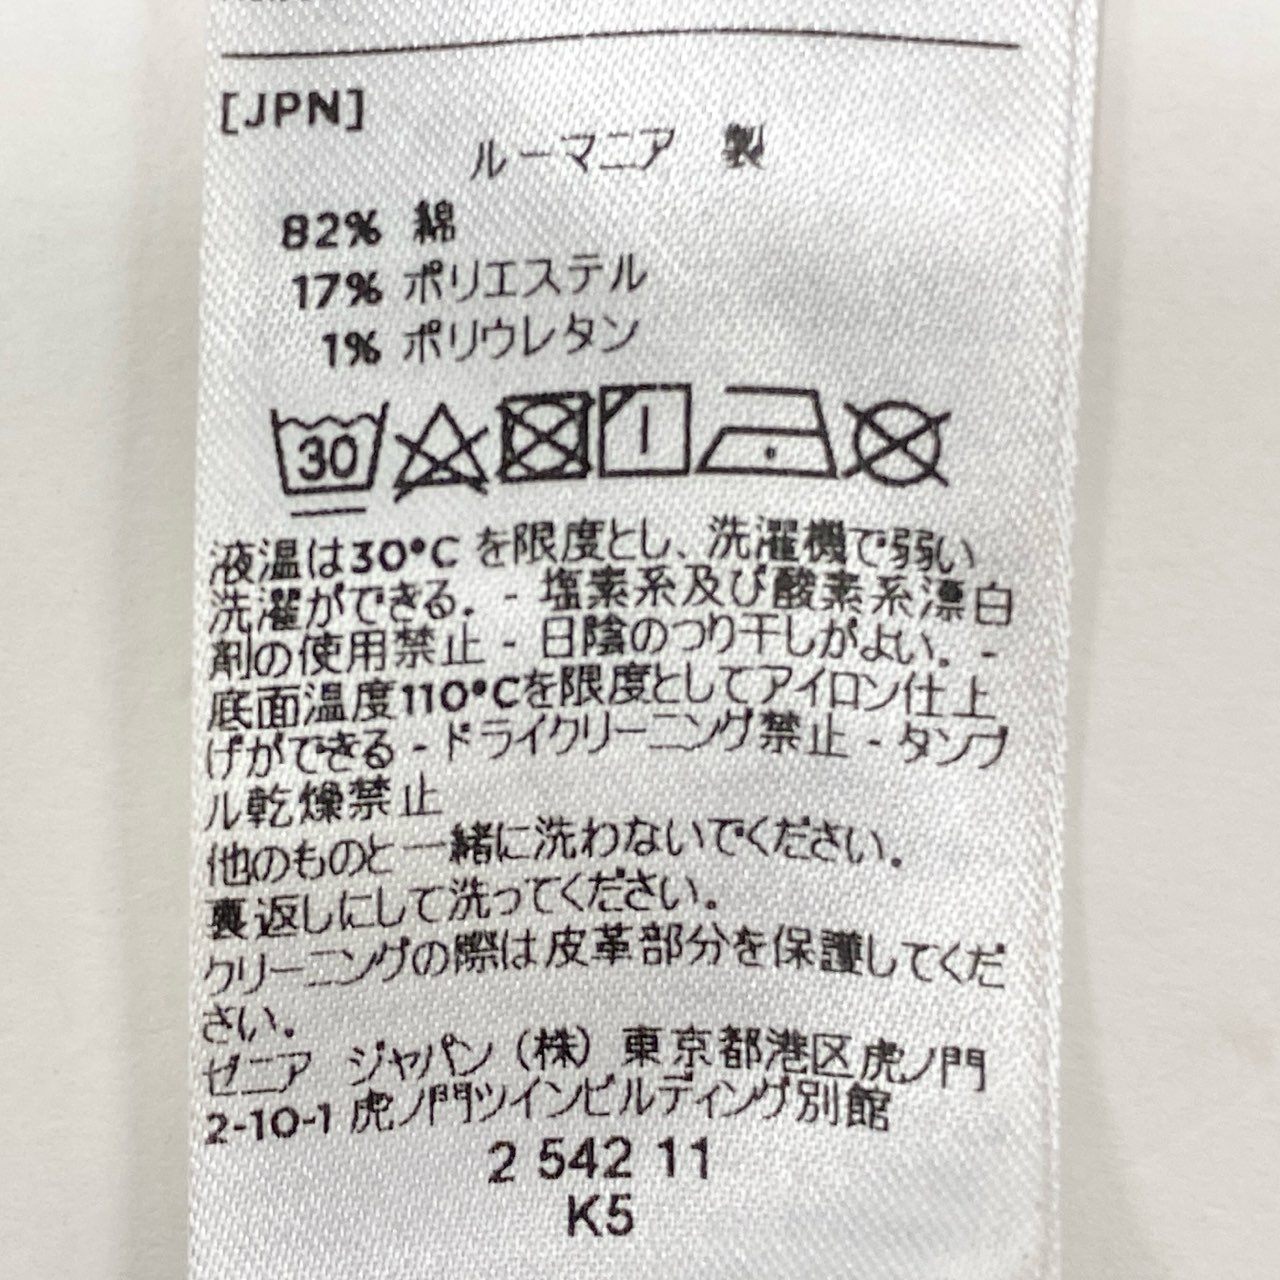 [JPN]
ルーマニア 製
82% 綿
17% ポリエステル
1% ポリウレタン
30
液温は30°C を限度とし、洗濯機で弱い
洗濯ができる. - 塩素系及び酸素系漂白
剤の使用禁止 - 日陰のつり干しがよい. -
底面温度110°Cを限度としてアイロン仕上
げができる - ドライクリーニング禁止 - タンブ
ル乾燥禁止
他のものと一緒に洗わないでください。
裏返しにして洗ってください。
クリーニングの際は皮革部分を保護してくだ
さい。
ゼニア ジャパン (株) 東京都港区虎ノ門
2-10-1 虎ノ門ツインビルディング別館
2 542 11
K5